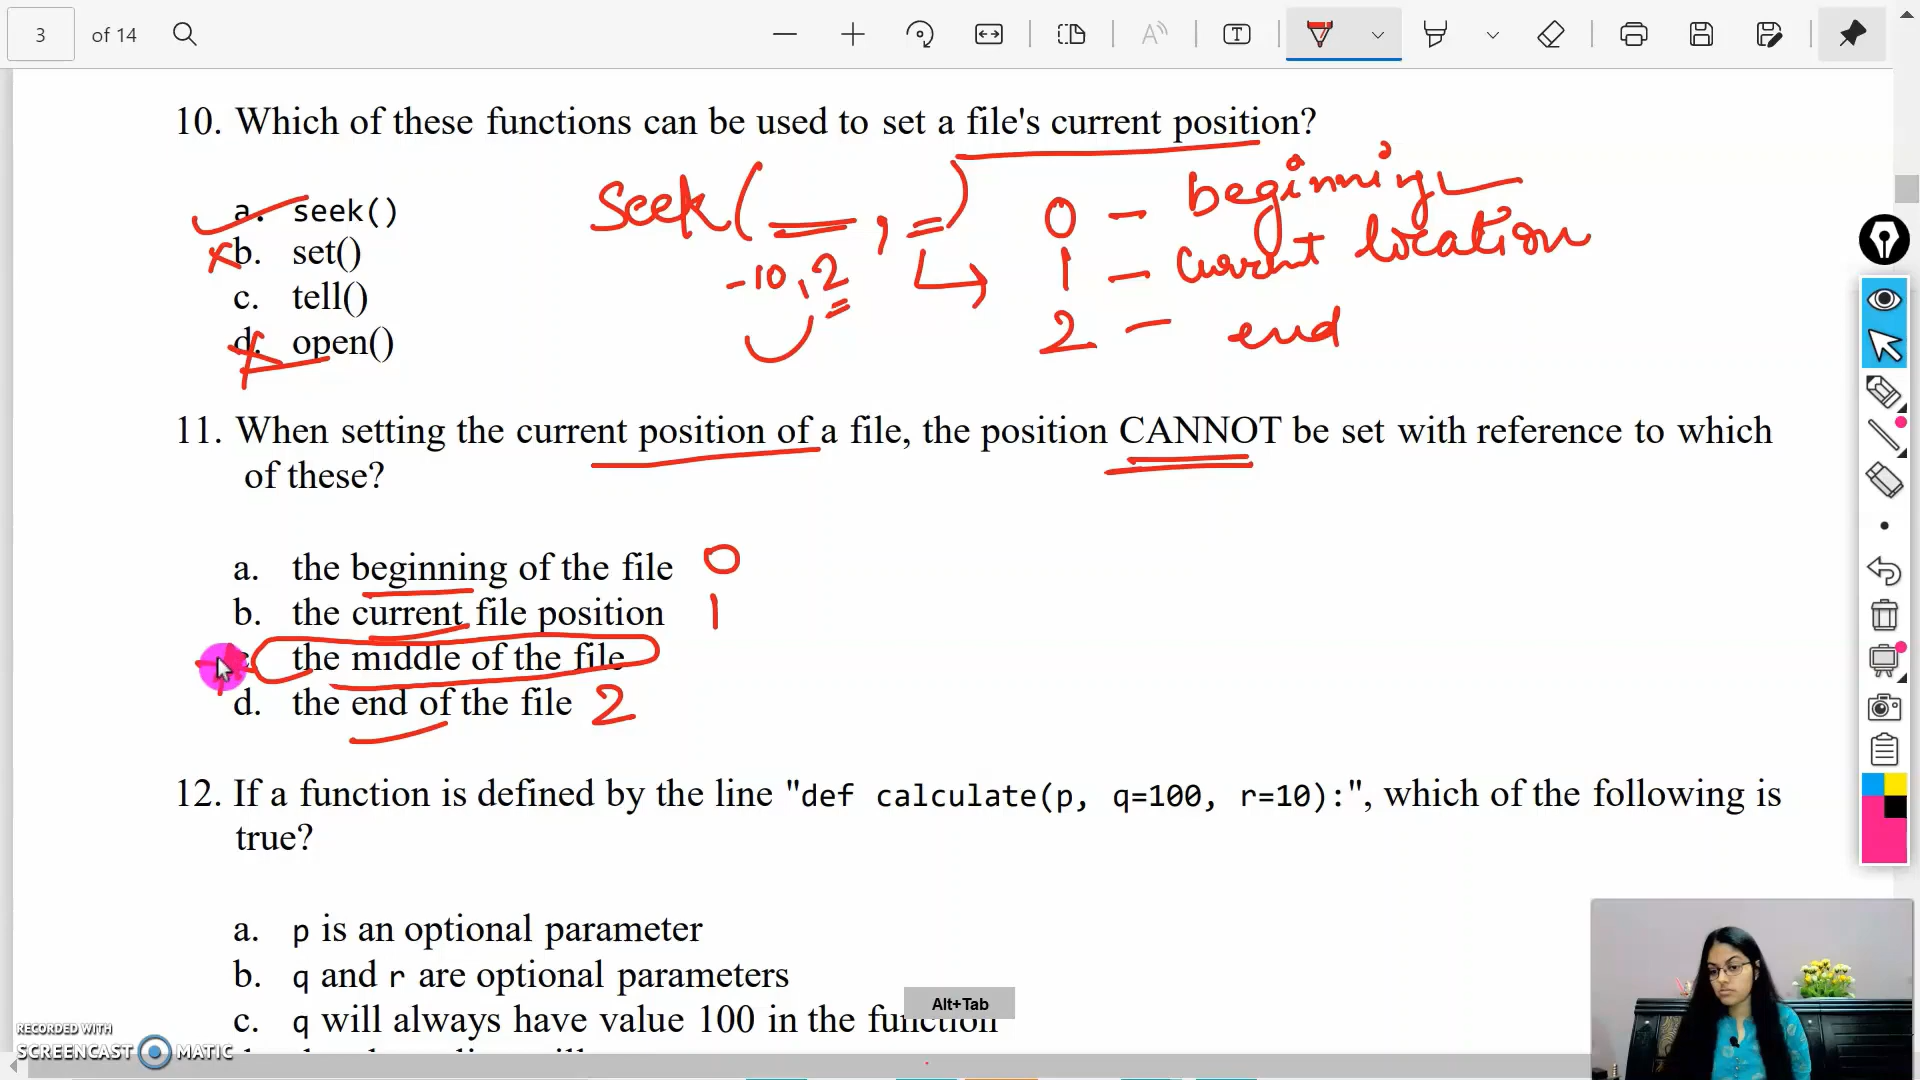 3 of 14
10. Which of these functions can be used to set a file's current position?
a. seek()
b. set()
c. tell()
d. open()
Seek( , )
-10, 2
0 - beginning
1 - current location
2 - end
11. When setting the current position of a file, the position CANNOT be set with reference to which
of these?
a. the beginning of the file 0
b. the current file position 1
the middle of the file
d. the end of the file 2
12. If a function is defined by the line "def calculate(p, q=100, r=10):", which of the following is
true?
a. p is an optional parameter
b. q and r are optional parameters
c. q will always have value 100 in the function
Alt+Tab
RECORDED WITH
SCREENCAST MATIC